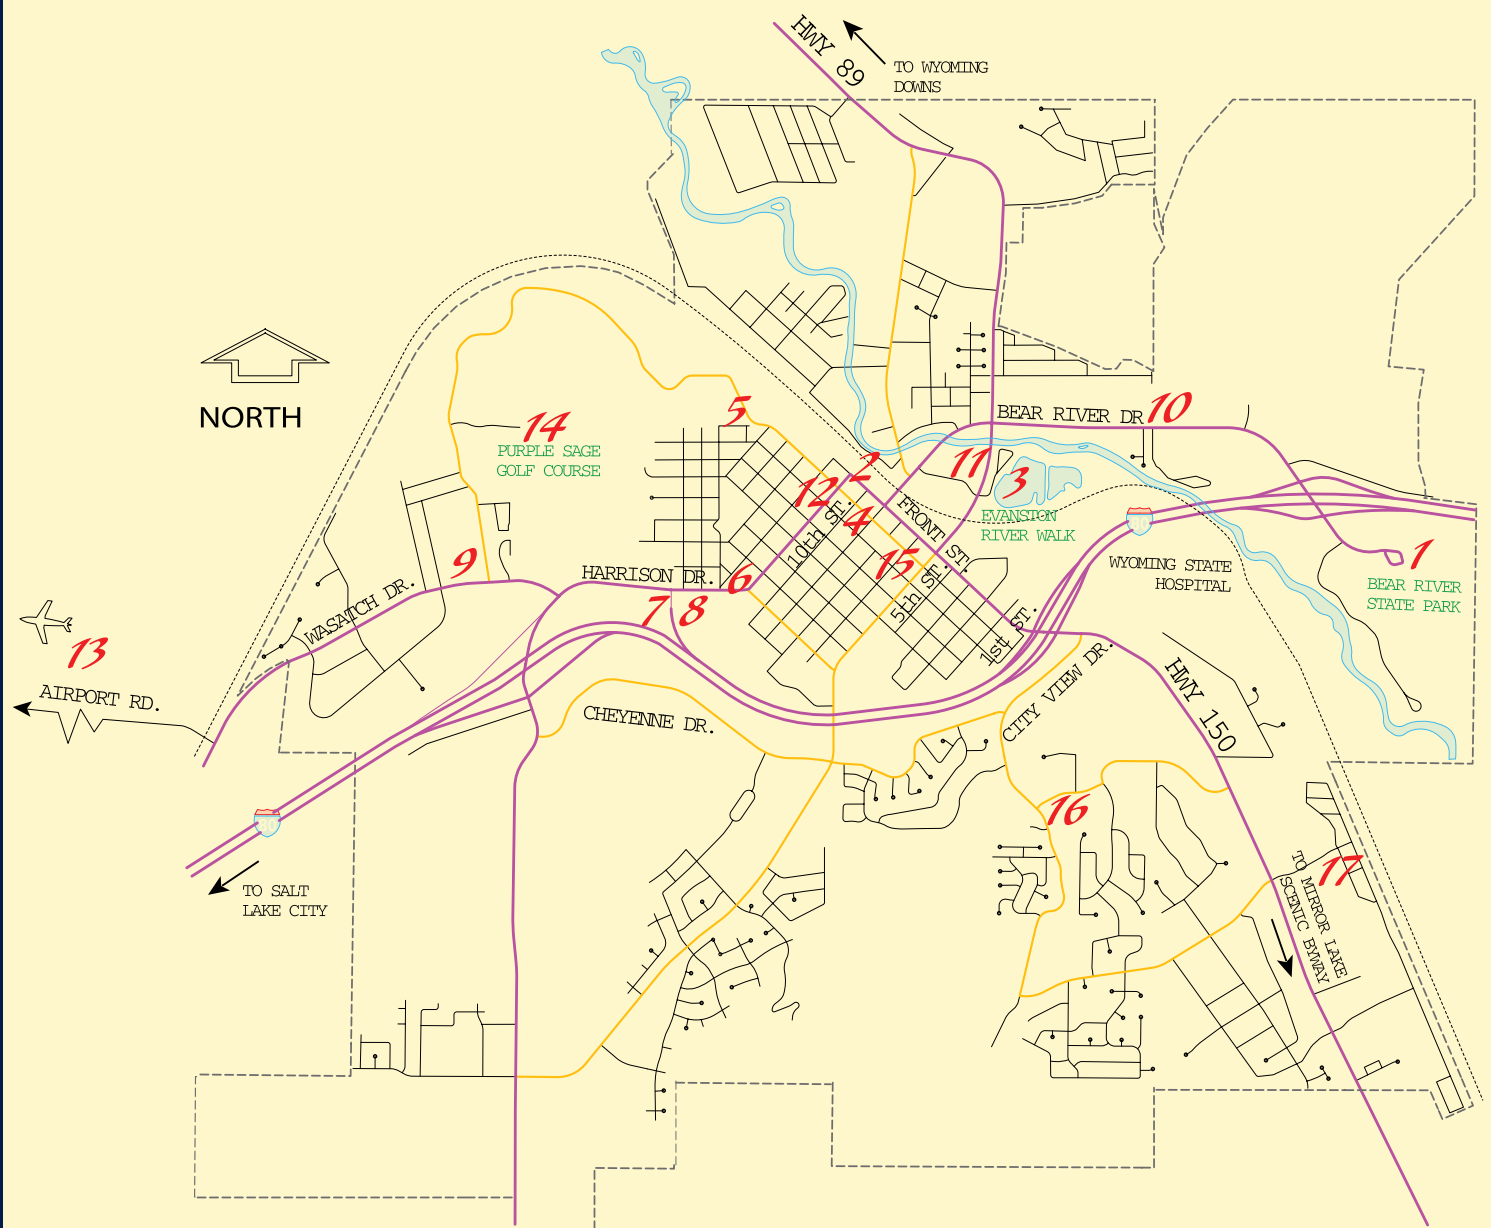 HWY 89
TO WYOMING
DOWNS
NORTH
14
PURPLE SAGE
GOLF COURSE
5
BEAR RIVER DR
10
2
12
11
3
4
10th ST.
FRONT ST.
EVANSTON
RIVER WALK
80
15
9
HARRISON DR.
6
7
8
5th ST.
1st ST.
WYOMING STATE
HOSPITAL
1
BEAR RIVER
STATE PARK
WASATCH DR.
13
AIRPORT RD.
CHEYENNE DR.
CITY VIEW DR.
HWY 150
16
80
17
TO SALT
LAKE CITY
TO MIRROR LAKE
SCENIC BYWAY